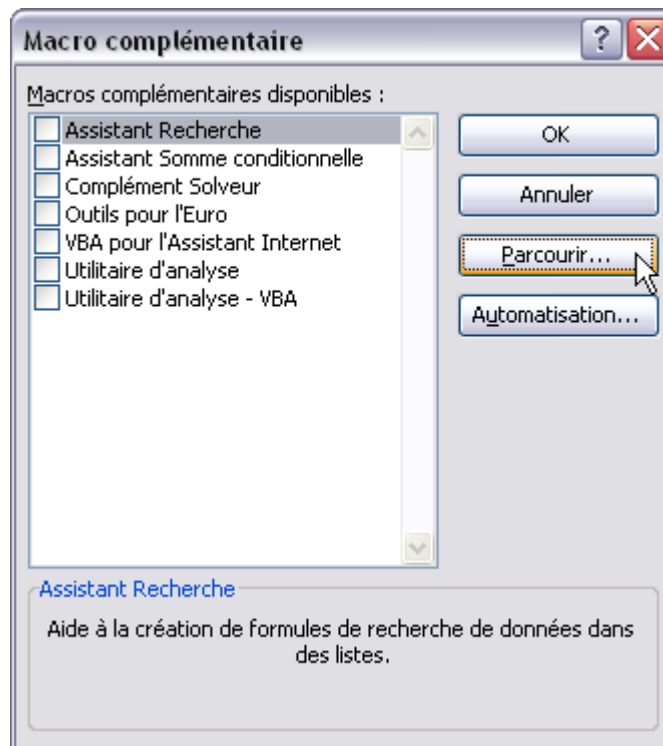 Macro complémentaire
Macros complémentaires disponibles :
Assistant Recherche
Assistant Somme conditionnelle
Complément Solveur
Outils pour l'Euro
VBA pour l'Assistant Internet
Utilitaire d'analyse
Utilitaire d'analyse - VBA
OK
Annuler
Parcourir...
Automatisation...
Assistant Recherche
Aide à la création de formules de recherche de données dans
des listes.